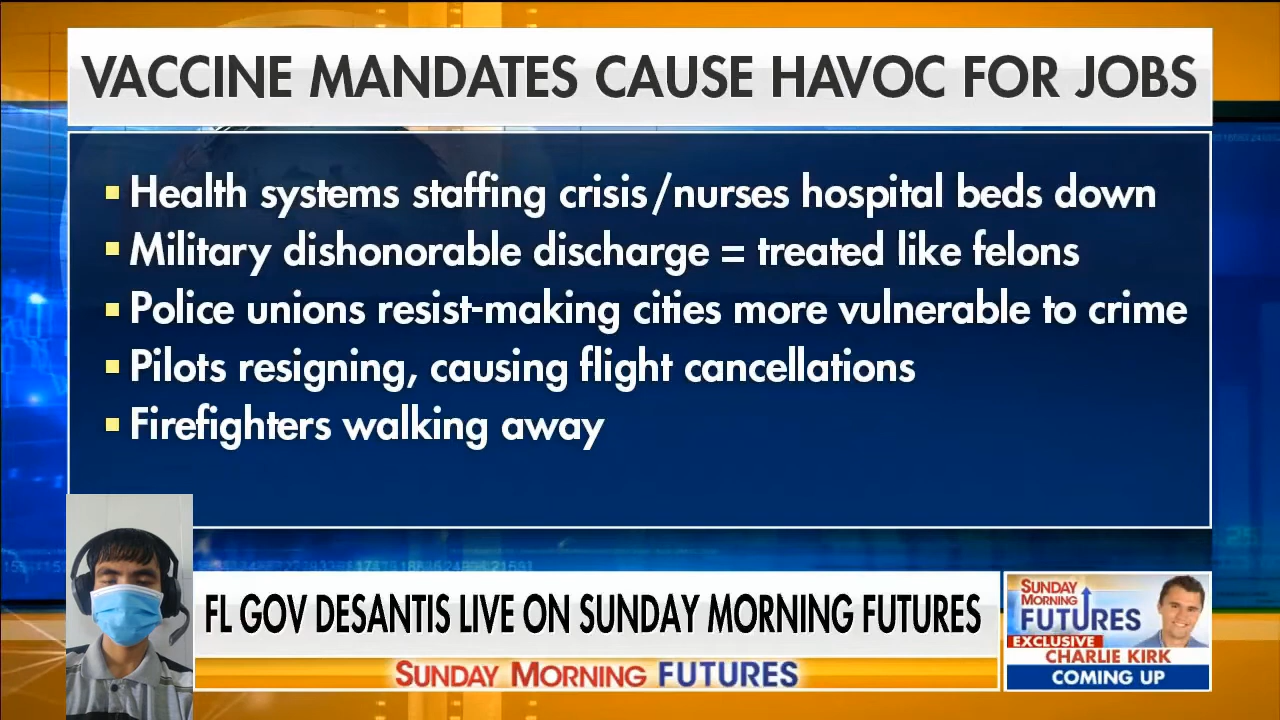 VACCINE MANDATES CAUSE HAVOC FOR JOBS
Health systems staffing crisis/nurses hospital beds down
Military dishonorable discharge = treated like felons
Police unions resist-making cities more vulnerable to crime
Pilots resigning, causing flight cancellations
Firefighters walking away
FL GOV DESANTIS LIVE ON SUNDAY MORNING FUTURES
SUNDAY MORNING FUTURES
SUNDAY
MORNING
FUTURES
EXCLUSIVE
CHARLIE KIRK
COMING UP